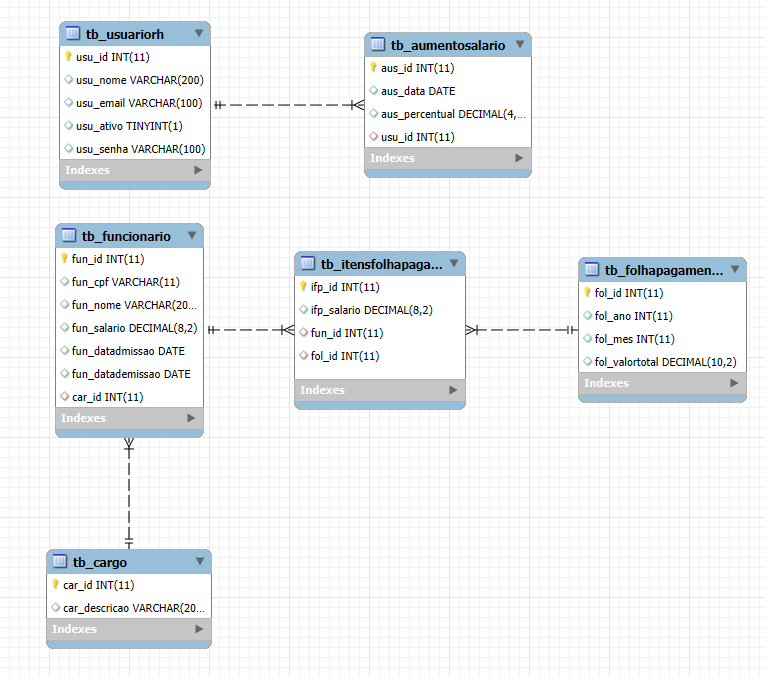 tb_usuariorh
usu_id INT(11)
usu_nome VARCHAR(200)
usu_email VARCHAR(100)
usu_ativo TINYINT(1)
usu_senha VARCHAR(100)
Indexes
tb_aumentosalario
aus_id INT(11)
aus_data DATE
aus_percentual DECIMAL(4,...
usu_id INT(11)
Indexes
tb_funcionario
fun_id INT(11)
fun_cpf VARCHAR(11)
fun_nome VARCHAR(20...
fun_salario DECIMAL(8,2)
fun_datadmissao DATE
fun_datademissao DATE
car_id INT(11)
Indexes
tb_itensfolhapaga...
ifp_id INT(11)
ifp_salario DECIMAL(8,2)
fun_id INT(11)
fol_id INT(11)
Indexes
tb_folhapagamen...
fol_id INT(11)
fol_ano INT(11)
fol_mes INT(11)
fol_valortotal DECIMAL(10,2)
Indexes
tb_cargo
car_id INT(11)
car_descricao VARCHAR(20...
Indexes